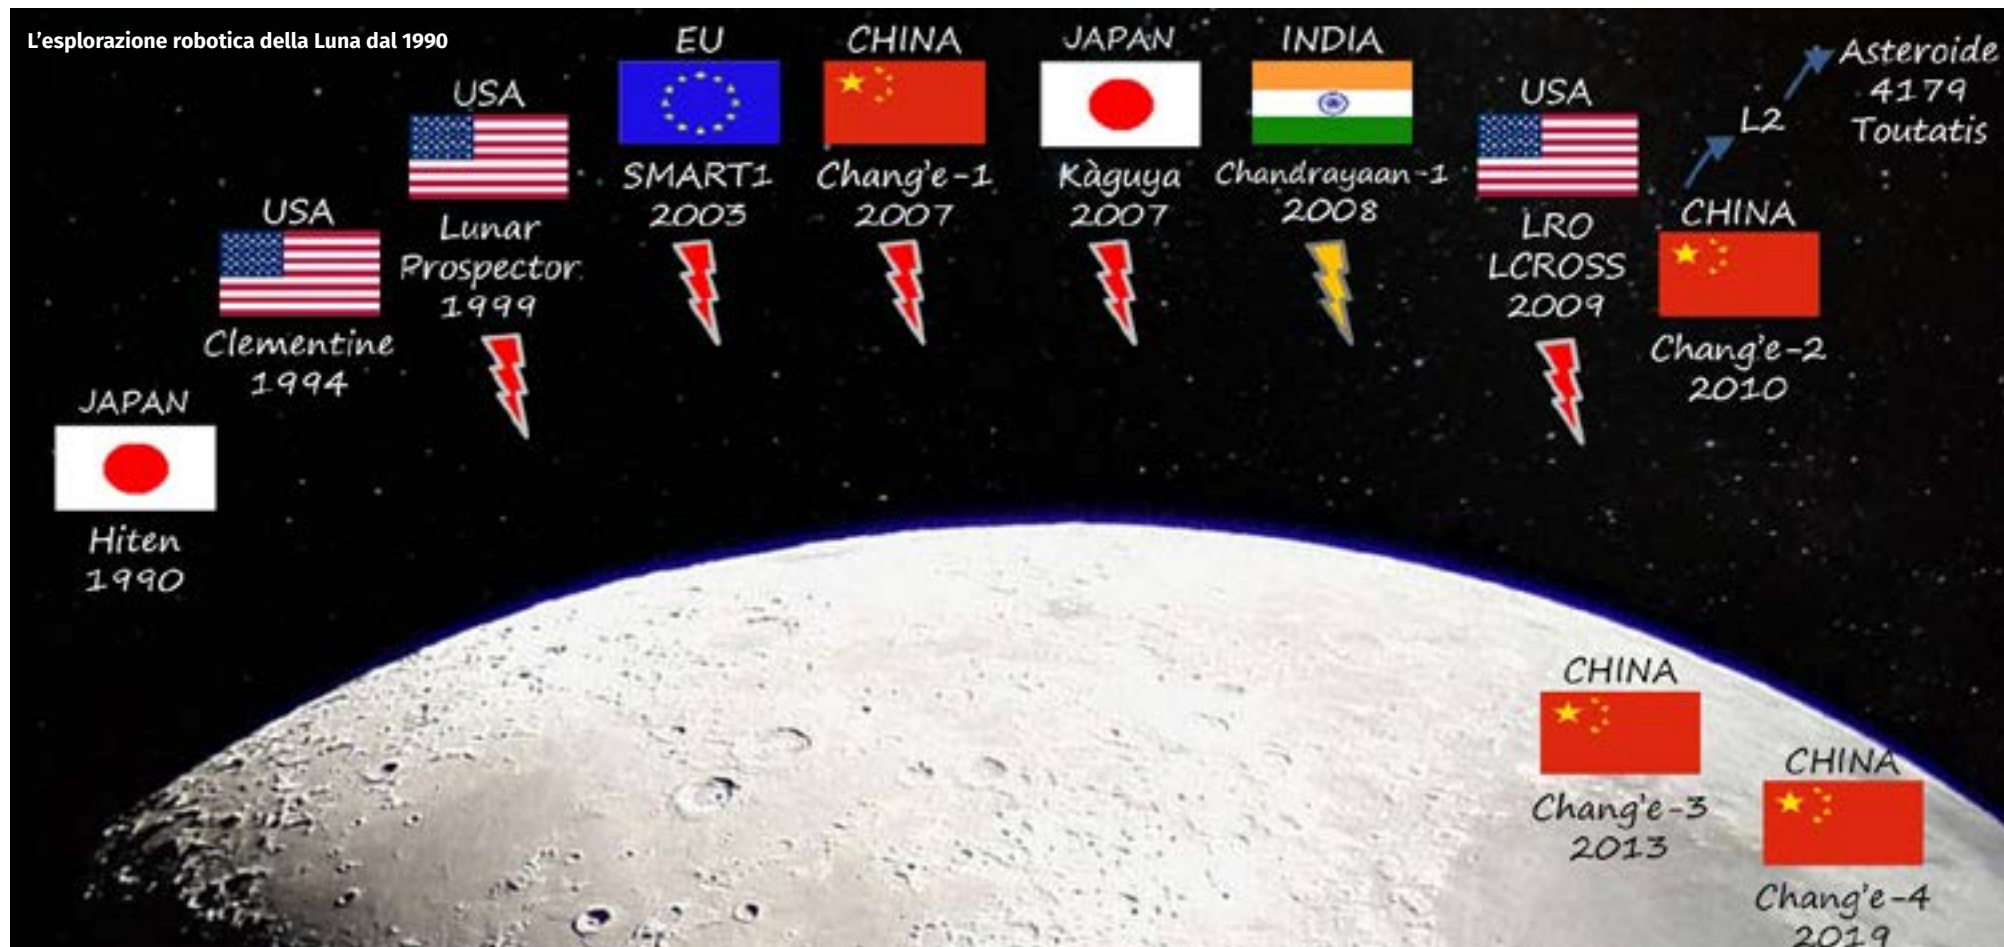 L'esplorazione robotica della Luna dal 1990
JAPAN
Hiten
1990
USA
Clementine
1994
USA
Lunar
Prospector
1999
EU
SMART1
2003
CHINA
Chang'e-1
2007
JAPAN
Kàguya
2007
INDIA
Chandrayaan-1
2008
USA
LRO
LCROSS
2009
CHINA
Chang'e-2
2010
L2
Asteroide
4179
Toutatis
CHINA
Chang'e-3
2013
CHINA
Chang'e-4
2019